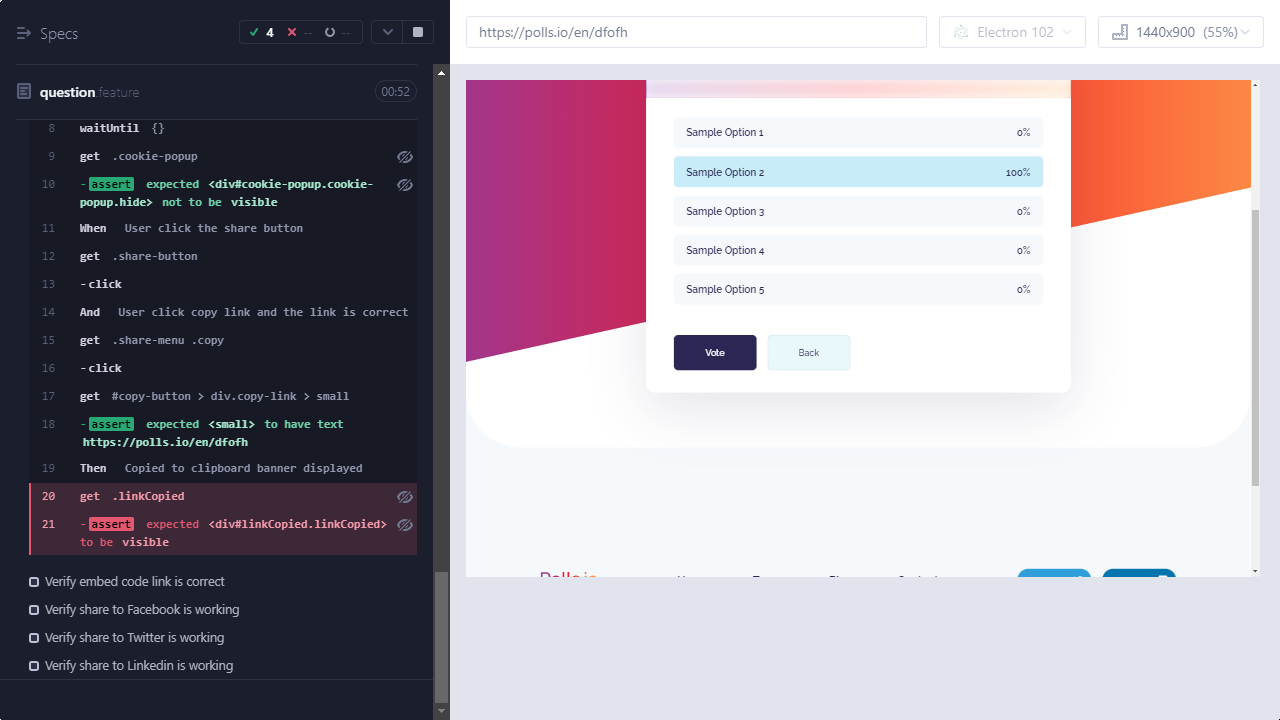 Specs
4
--
--
question feature
00:52
8 waitUntil {}
9 get .cookie-popup
10 -assert expected <div#cookie-popup.cookie-
popup.hide> not to be visible
11 When User click the share button
12 get .share-button
13 -click
14 And User click copy link and the link is correct
15 get .share-menu .copy
16 -click
17 get #copy-button > div.copy-link > small
18 -assert expected <small> to have text
https://polls.io/en/dfofh
19 Then Copied to clipboard banner displayed
20 get .linkCopied
21 -assert expected <div#linkCopied.linkCopied>
to be visible
Verify embed code link is correct
Verify share to Facebook is working
Verify share to Twitter is working
Verify share to Linkedin is working
https://polls.io/en/dfofh
Electron 102
1440x900 (55%)
Sample Option 1 0%
Sample Option 2 100%
Sample Option 3 0%
Sample Option 4 0%
Sample Option 5 0%
Vote
Back
Polls.io